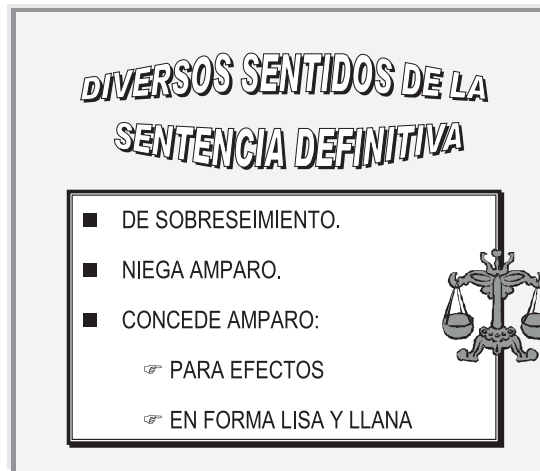 DIVERSOS SENTIDOS DE LA
SENTENCIA DEFINITIVA
■ DE SOBRESEIMIENTO.
■ NIEGA AMPARO.
■ CONCEDE AMPARO:
☞ PARA EFECTOS
☞ EN FORMA LISA Y LLANA